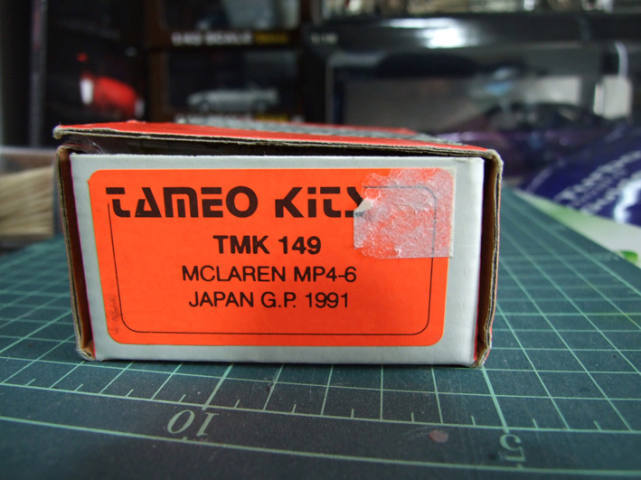 TAMEO KITS
TMK 149
MCLAREN MP4-6
JAPAN G.P. 1991
10
5